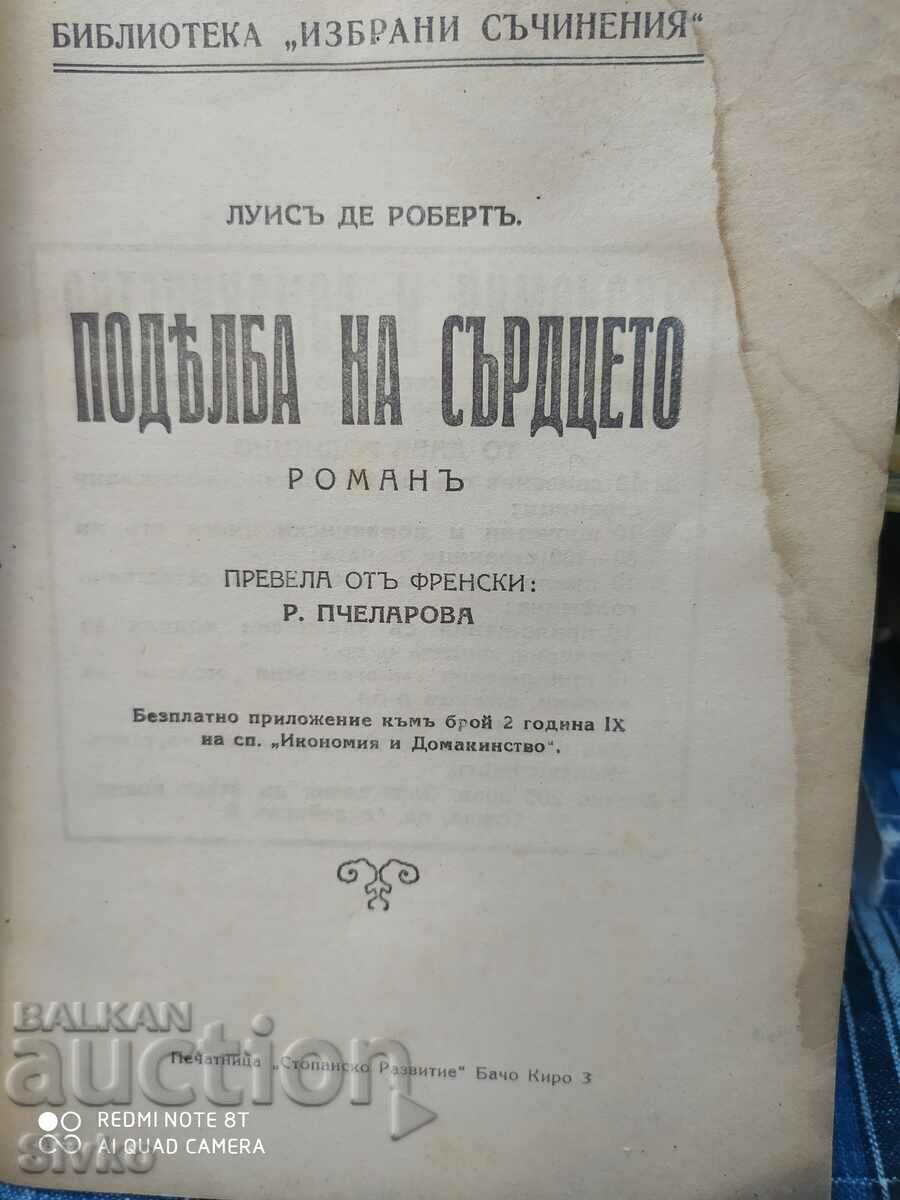 БИБЛИОТЕКА „ИЗБРАНИ СЪЧИНЕНИЯ“
ЛУИСЪ ДЕ РОБЕРТЪ.
ПОДѢЛБА НА СЪРДЦЕТО
РОМАНЪ
ПРЕВЕЛА ОТЪ ФРЕНСКИ:
Р. ПЧЕЛАРОВА
Безплатно приложение къмъ брой 2 година IX
на сп. „Икономия и Домакинство“.
Печатница „Стопанско Развитие“ Бачо Киро 3
BALKAN
auction
REDMI NOTE 8T
AI QUAD CAMERA
Sivko